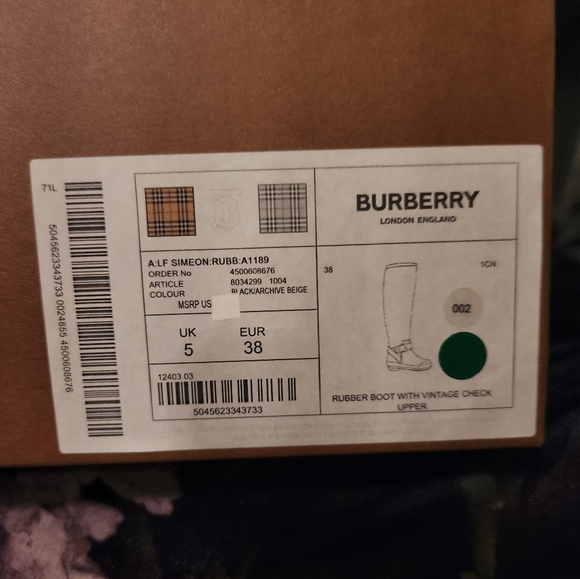 71L
5045623343733 0024855 4500608676
A:LF SIMEON:RUBB:A1189
ORDER No 4500608676
ARTICLE 8034299 1004
COLOUR BLACK/ARCHIVE BEIGE
MSRP US
UK EUR
5 38
12403 03
5045623343733
BURBERRY
LONDON ENGLAND
38
1CN
002
RUBBER BOOT WITH VINTAGE CHECK
UPPER